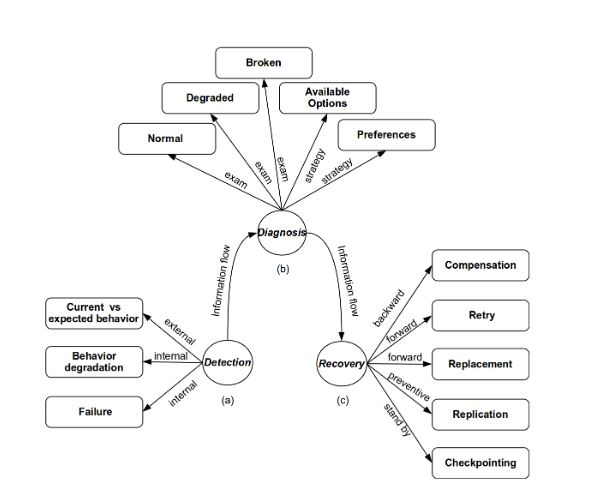 Broken
Degraded
Available
Options
Normal
Preferences
exam
exam
exam
strategy
strategy
Diagnosis
(b)
Information flow
Information flow
Current vs
expected behavior
Behavior
degradation
Failure
external
internal
internal
Detection
(a)
Recovery
(c)
backward
forward
forward
preventive
stand by
Compensation
Retry
Replacement
Replication
Checkpointing